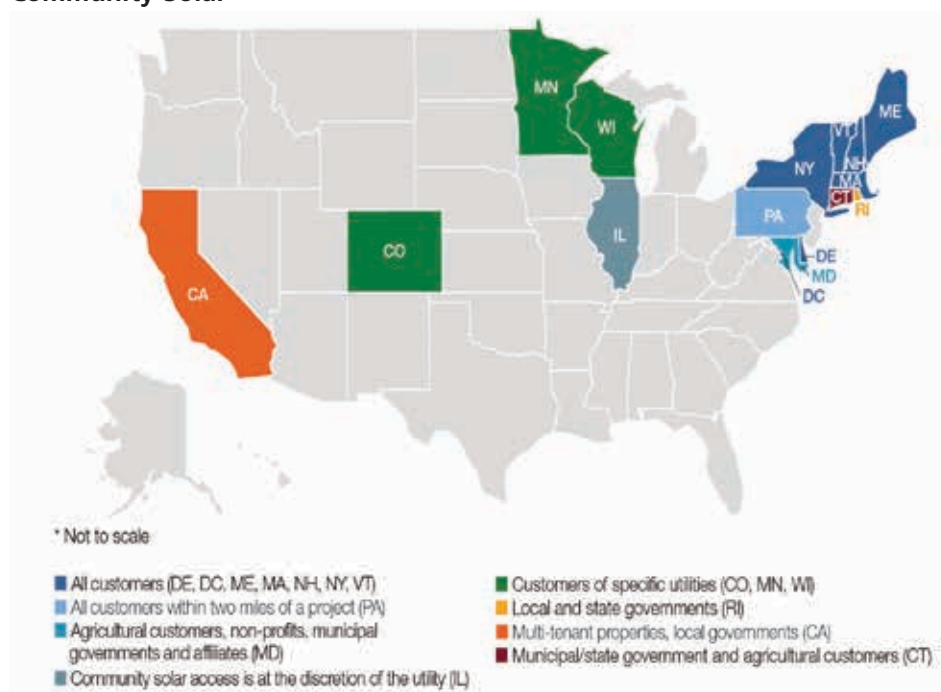 Community Solar
MN
WI
ME
VT
NY
NH
MA
CT
RI
PA
IL
CO
CA
DE
MD
DC
* Not to scale
All customers (DE, DC, ME, MA, NH, NY, VT)
All customers within two miles of a project (PA)
Agricultural customers, non-profits, municipal
governments and affiliates (MD)
Community solar access is at the discretion of the utility (IL)
Customers of specific utilities (CO, MN, WI)
Local and state governments (RI)
Multi-tenant properties, local governments (CA)
Municipal/state government and agricultural customers (CT)